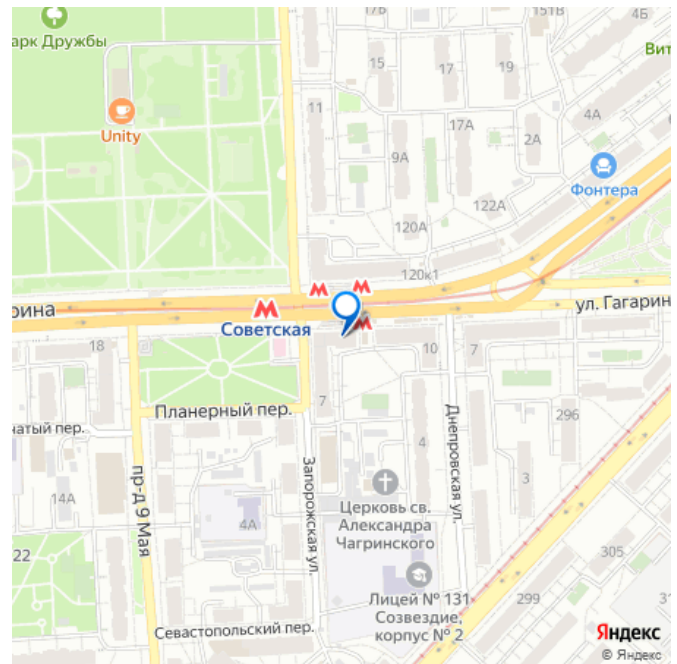 4Б
151В
15
17
19
Вит
арк Дружбы
Unity
11
17А
4А
9А
2А
Фонтера
122А
120А
120к1
рина
ул. Гагарин
Советская
18
10
7
7
Планерный пер.
296
чатый пер.
Днепровская ул.
4
пр-д 9 Мая
Запорожская ул.
14А
4А
3
Церковь св.
Александра
Чагринского
22
305
Лицей № 131
Созвездие,
корпус № 2
299
31
Севастопольский пер.
Яндекс
© Яндекс